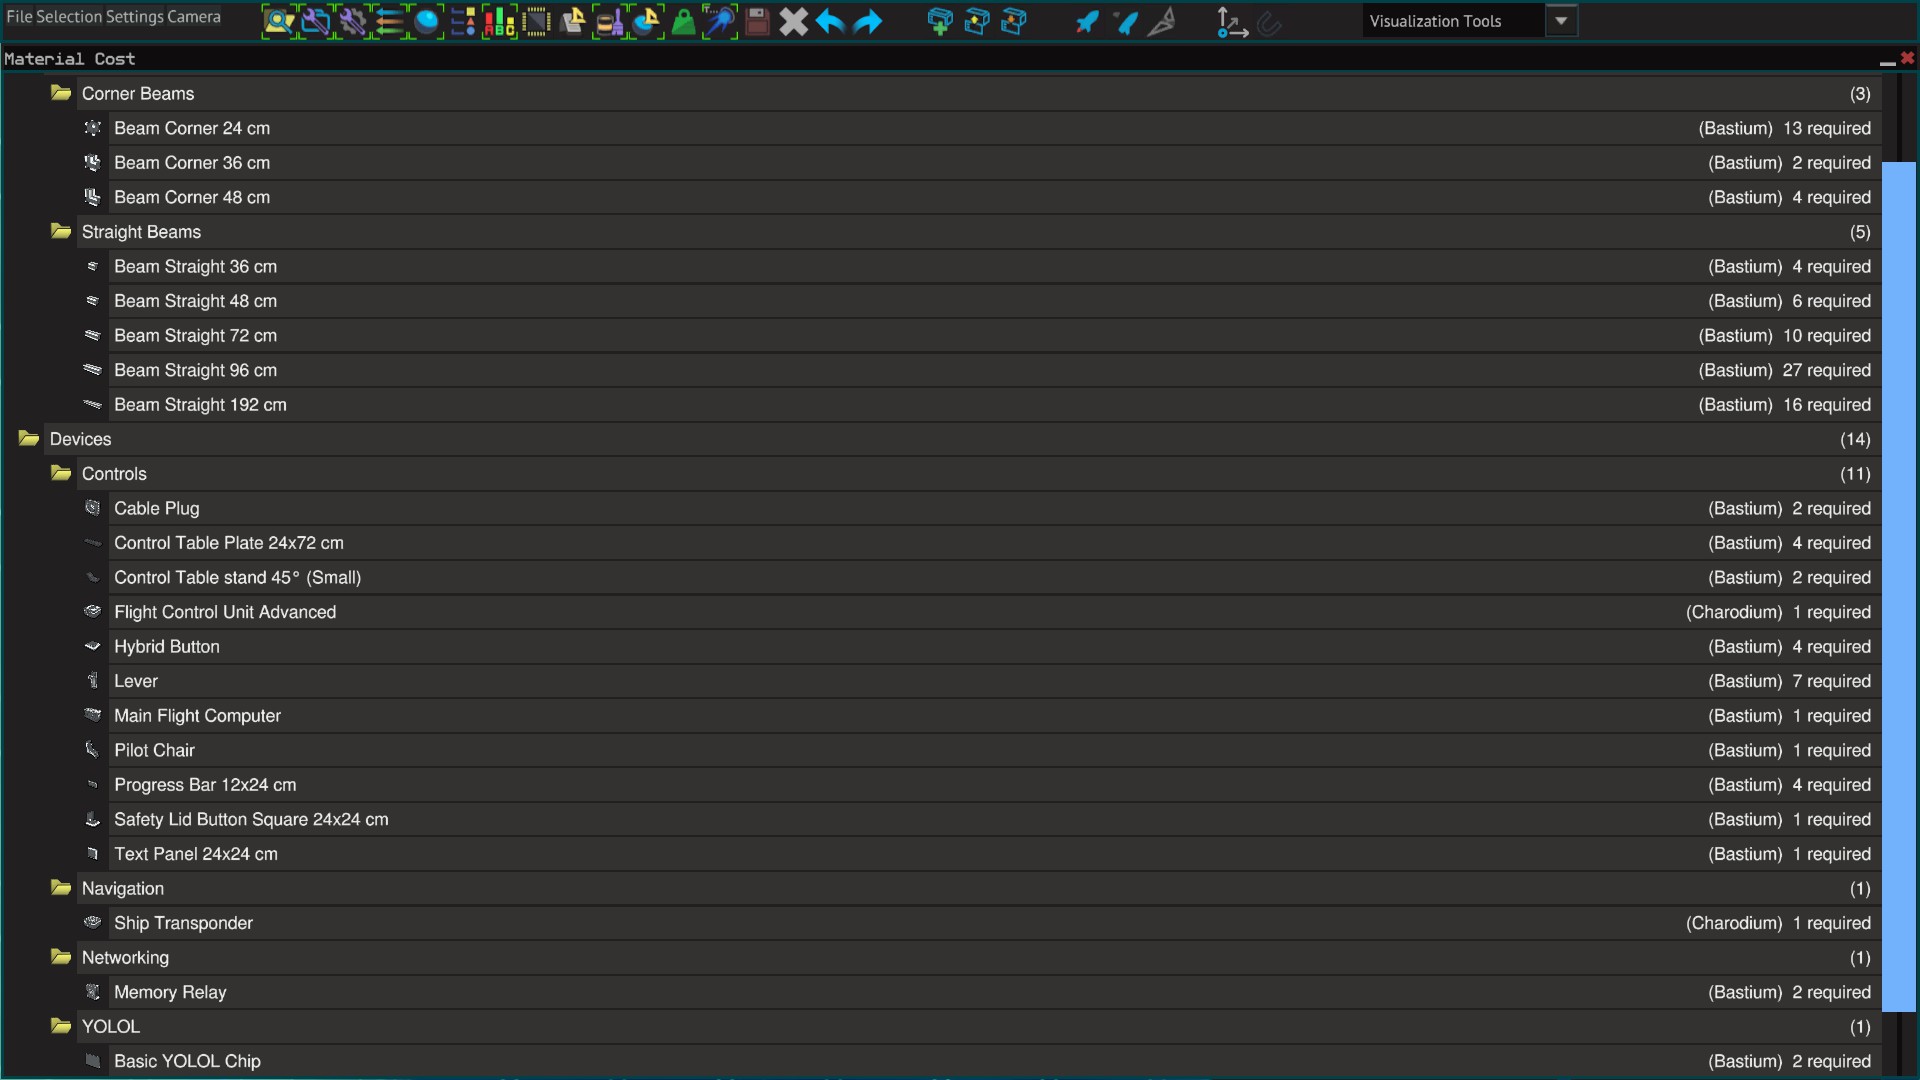 File Selection Settings Camera
ABC
Visualization Tools
Material Cost
Corner Beams (3)
Beam Corner 24 cm (Bastium) 13 required
Beam Corner 36 cm (Bastium) 2 required
Beam Corner 48 cm (Bastium) 4 required
Straight Beams (5)
Beam Straight 36 cm (Bastium) 4 required
Beam Straight 48 cm (Bastium) 6 required
Beam Straight 72 cm (Bastium) 10 required
Beam Straight 96 cm (Bastium) 27 required
Beam Straight 192 cm (Bastium) 16 required
Devices (14)
Controls (11)
Cable Plug (Bastium) 2 required
Control Table Plate 24x72 cm (Bastium) 4 required
Control Table stand 45° (Small) (Bastium) 2 required
Flight Control Unit Advanced (Charodium) 1 required
Hybrid Button (Bastium) 4 required
Lever (Bastium) 7 required
Main Flight Computer (Bastium) 1 required
Pilot Chair (Bastium) 1 required
Progress Bar 12x24 cm (Bastium) 4 required
Safety Lid Button Square 24x24 cm (Bastium) 1 required
Text Panel 24x24 cm (Bastium) 1 required
Navigation (1)
Ship Transponder (Charodium) 1 required
Networking (1)
Memory Relay (Bastium) 2 required
YOLOL (1)
Basic YOLOL Chip (Bastium) 2 required